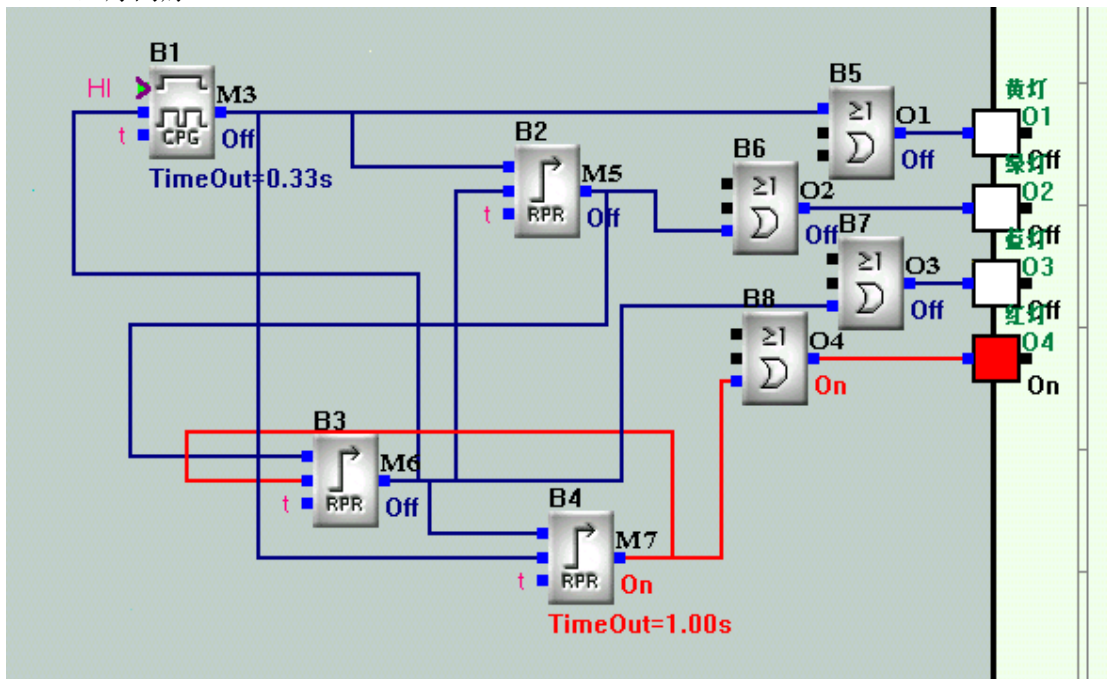 B1
HI
M3
t
CPG
Off
TimeOut=0.33s
B2
M5
t
RPR
Off
B5
≥1
O1
Off
B6
≥1
O2
Off
B7
≥1
O3
Off
B8
≥1
O4
On
黄灯
O1
Off
绿灯
O2
Off
O3
Off
红灯
O4
On
B3
M6
t
RPR
Off
B4
M7
t
RPR
On
TimeOut=1.00s